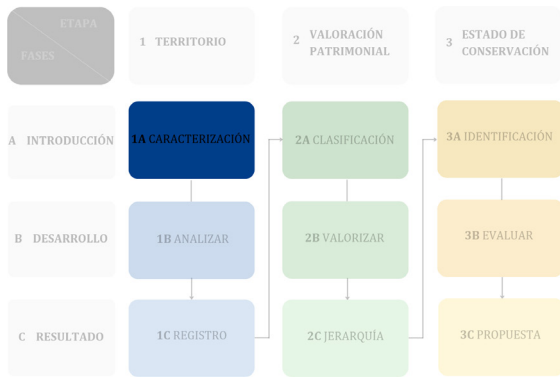 ETAPA
FASES
1 TERRITORIO
2 VALORACIÓN
PATRIMONIAL
3 ESTADO DE
CONSERVACIÓN
A INTRODUCCIÓN
1A CARACTERIZACIÓN
2A CLASIFICACIÓN
3A IDENTIFICACIÓN
B DESARROLLO
1B ANALIZAR
2B VALORIZAR
3B EVALUAR
C RESULTADO
1C REGISTRO
2C JERARQUÍA
3C PROPUESTA